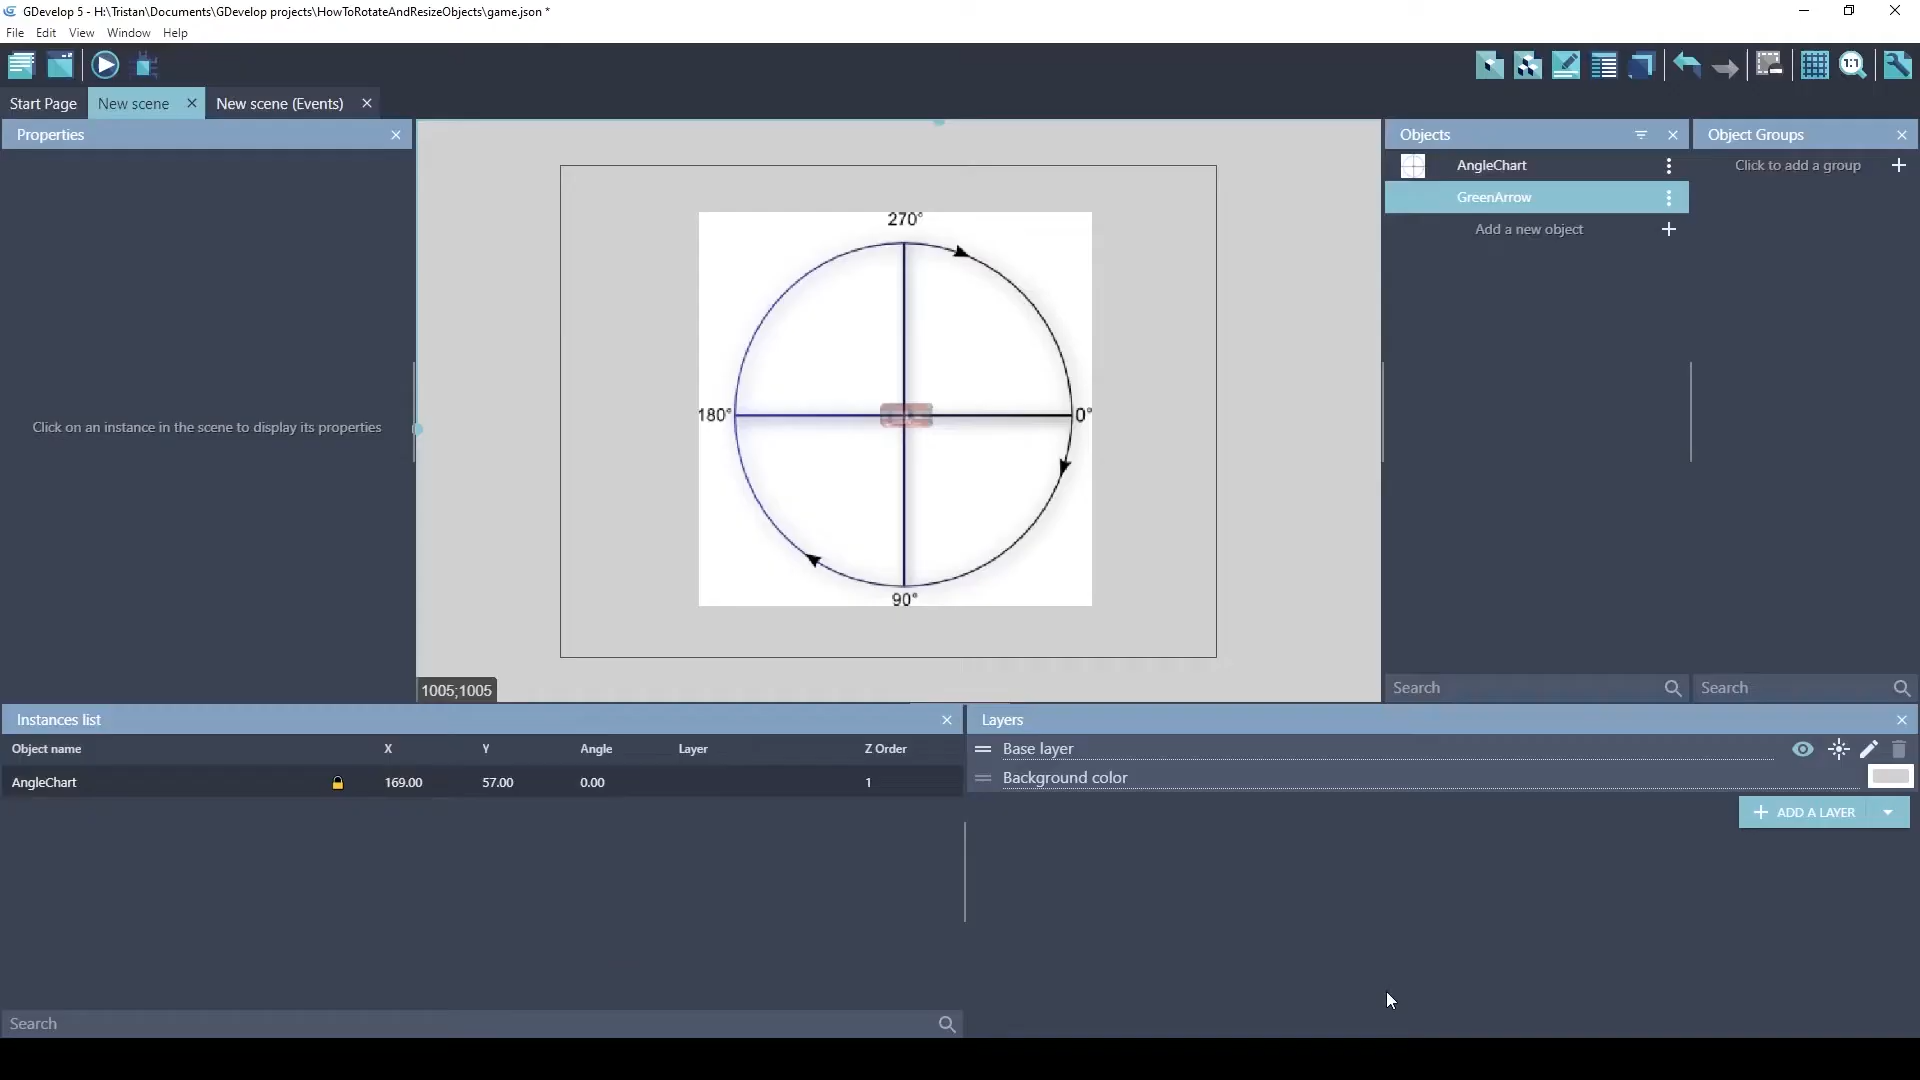 GDevelop 5 - H:\Tristan\Documents\GDevelop projects\HowToRotateAndResizeObjects\game.json *
File Edit View Window Help
1:1
Start Page New scene New scene (Events)
Properties
Objects
Object Groups
AngleChart
Click to add a group
GreenArrow
Add a new object
270°
180°
0°
90°
Click on an instance in the scene to display its properties
1005;1005
Search
Search
Instances list
Layers
Object name X Y Angle Layer Z Order
AngleChart 169.00 57.00 0.00 1
Base layer
Background color
ADD A LAYER
Search